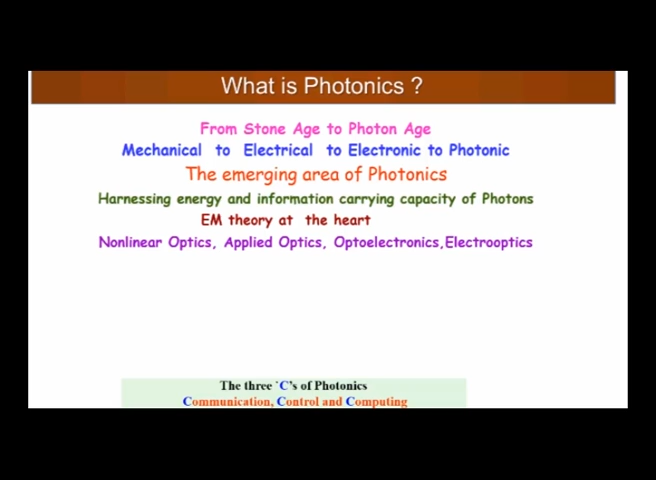 What is Photonics ?
From Stone Age to Photon Age
Mechanical to Electrical to Electronic to Photonic
The emerging area of Photonics
Harnessing energy and information carrying capacity of Photons
EM theory at the heart
Nonlinear Optics, Applied Optics, Optoelectronics,Electrooptics
The three `C's of Photonics
Communication, Control and Computing